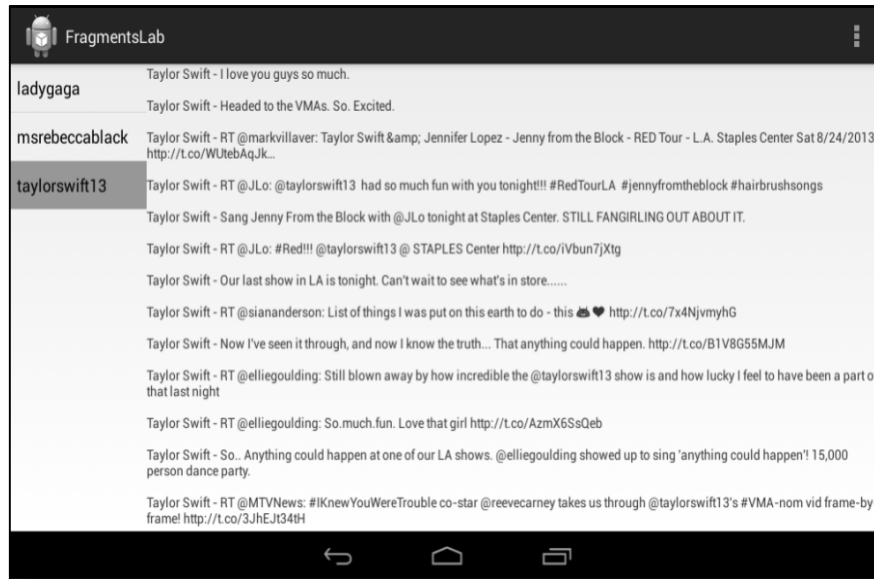 FragmentsLab
ladygaga
msrebeccablack
taylorswift13
Taylor Swift - I love you guys so much.
Taylor Swift - Headed to the VMAs. So. Excited.
Taylor Swift - RT @markvillaver: Taylor Swift &amp; Jennifer Lopez - Jenny from the Block - RED Tour - L.A. Staples Center Sat 8/24/2013
http://t.co/WUtebAqJk…
Taylor Swift - RT @JLo: @taylorswift13 had so much fun with you tonight!!! #RedTourLA #jennyfromtheblock #hairbrushsongs
Taylor Swift - Sang Jenny From the Block with @JLo tonight at Staples Center. STILL FANGIRLING OUT ABOUT IT.
Taylor Swift - RT @JLo: #Red!!! @taylorswift13 @ STAPLES Center http://t.co/iVbun7jXtg
Taylor Swift - Our last show in LA is tonight. Can't wait to see what's in store......
Taylor Swift - RT @siananderson: List of things I was put on this earth to do - this 🐱♥ http://t.co/7x4NjvmyhG
Taylor Swift - Now I've seen it through, and now I know the truth... That anything could happen. http://t.co/B1V8G55MJM
Taylor Swift - RT @elliegoulding: Still blown away by how incredible the @taylorswift13 show is and how lucky I feel to have been a part o
that last night
Taylor Swift - RT @elliegoulding: So.much.fun. Love that girl http://t.co/AzmX6SsQeb
Taylor Swift - So.. Anything could happen at one of our LA shows. @elliegoulding showed up to sing 'anything could happen'! 15,000
person dance party.
Taylor Swift - RT @MTVNews: #IKnewYouWereTrouble co-star @reevecarney takes us through @taylorswift13's #VMA-nom vid frame-by-
frame! http://t.co/3JhEJt34tH